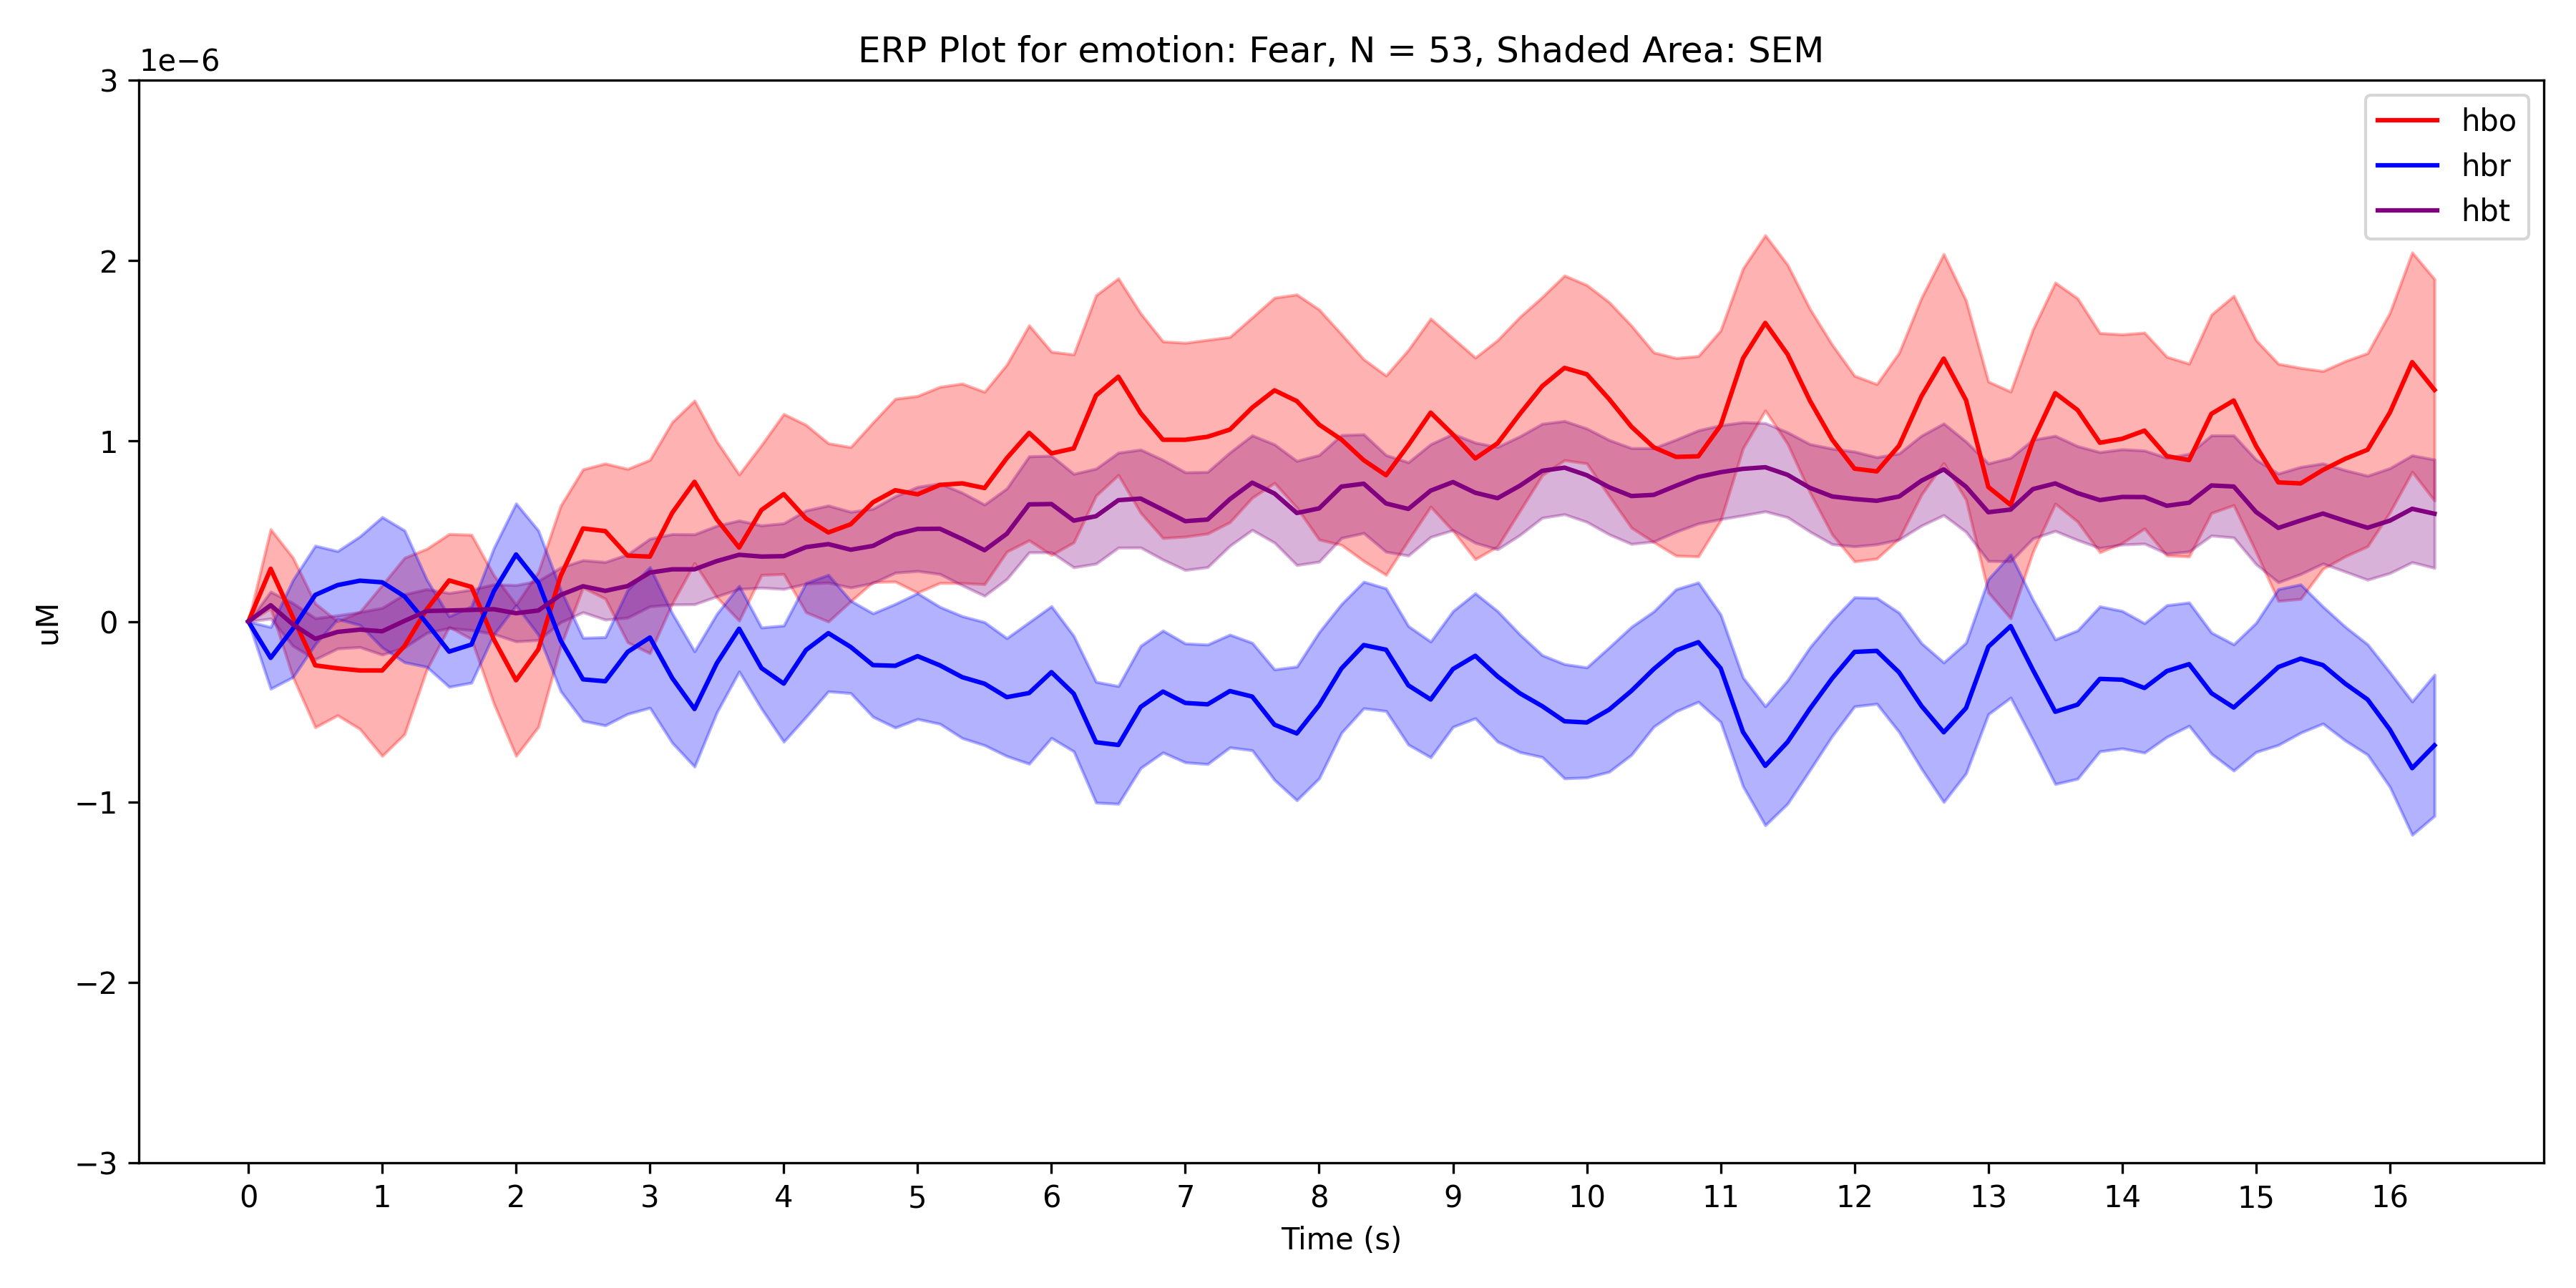 ERP Plot for emotion: Fear, N = 53, Shaded Area: SEM
1e−6
3
2
1
0
−1
−2
−3
uM
hbo
hbr
hbt
0 1 2 3 4 5 6 7 8 9 10 11 12 13 14 15 16
Time (s)